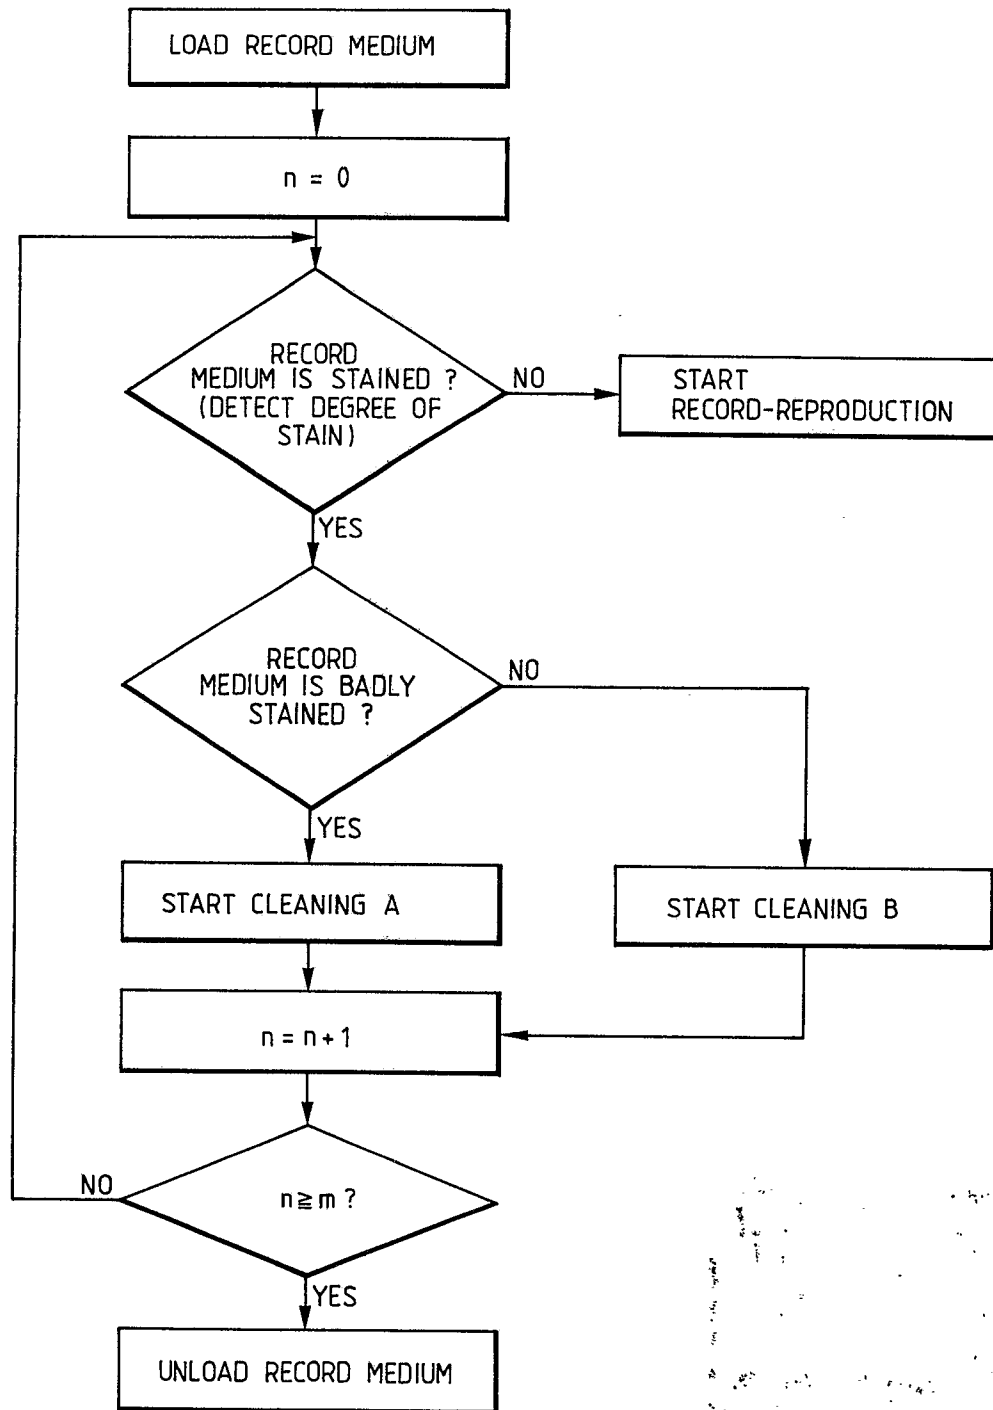 LOAD RECORD MEDIUM
n = 0
RECORD
MEDIUM IS STAINED ?
(DETECT DEGREE OF
STAIN)
NO
START
RECORD-REPRODUCTION
YES
RECORD
MEDIUM IS BADLY
STAINED ?
NO
YES
START CLEANING A
START CLEANING B
n = n + 1
NO
n ≧ m ?
YES
UNLOAD RECORD MEDIUM